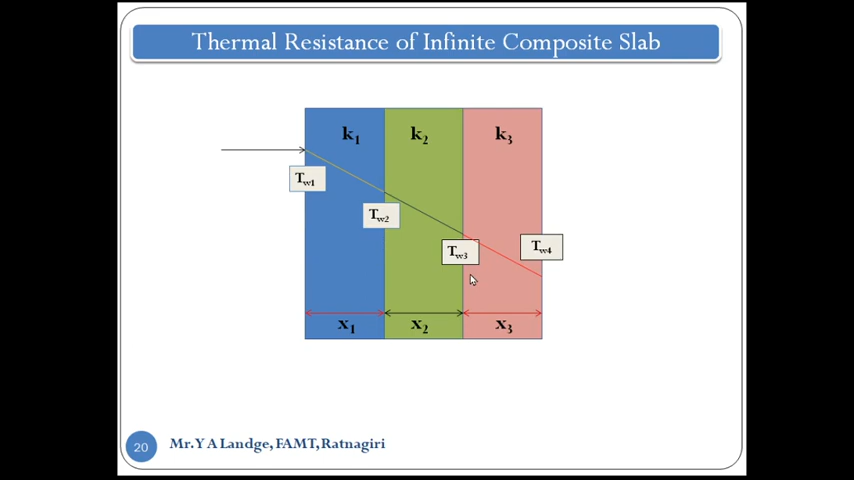 Thermal Resistance of Infinite Composite Slab
k1 k2 k3
Tw1
Tw2
Tw3
Tw4
x1 x2 x3
20 Mr. Y A Landge, FAMT, Ratnagiri